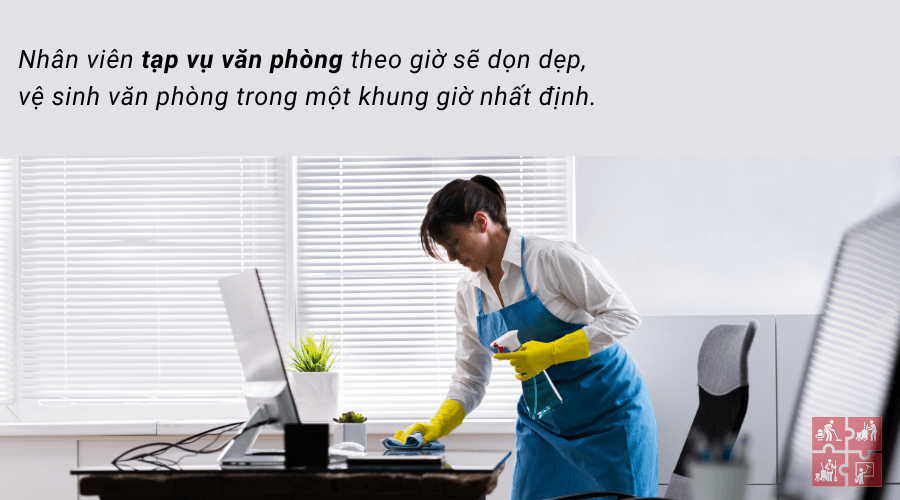 Nhân viên tạp vụ văn phòng theo giờ sẽ dọn dẹp,
vệ sinh văn phòng trong một khung giờ nhất định.